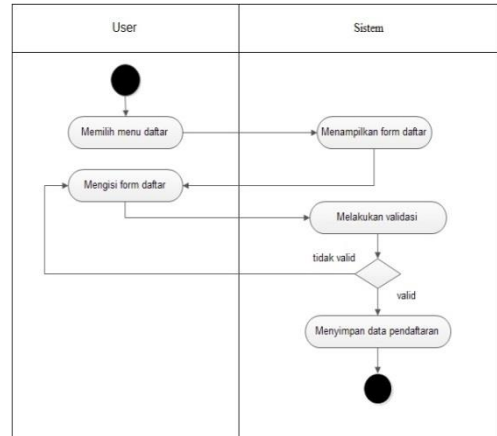 User
Sistem
Memilih menu daftar
Menampilkan form daftar
Mengisi form daftar
Melakukan validasi
tidak valid
valid
Menyimpan data pendaftaran